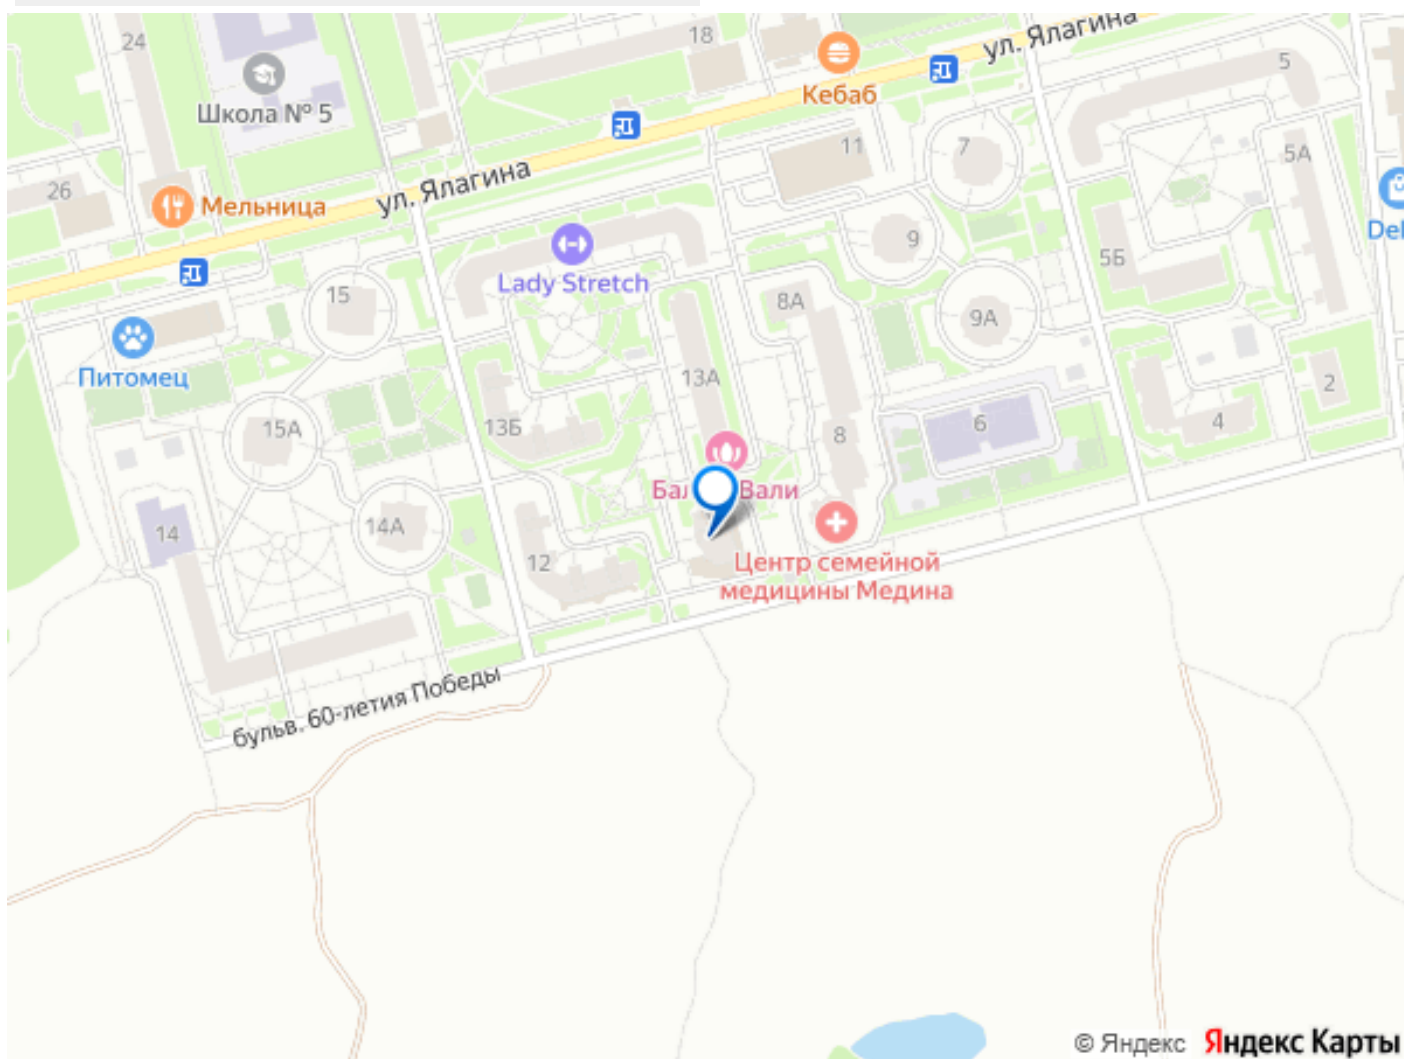 24
18
ул. Ялагина
5
Школа № 5
Кебаб
11
7
5А
26
Мельница
ул. Ялагина
9
Del
Lady Stretch
5Б
15
8А
9А
Питомец
13А
2
13Б
15А
8
6
4
Бал Вали
14
14А
12
Центр семейной
медицины Медина
бульв. 60-летия Победы
© Яндекс Яндекс Карты